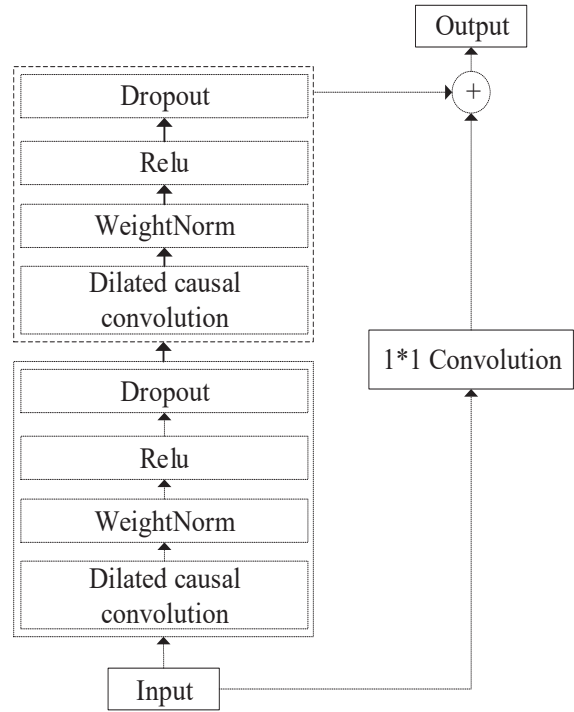 Output
Dropout
+
Relu
WeightNorm
Dilated causal
convolution
1*1 Convolution
Dropout
Relu
WeightNorm
Dilated causal
convolution
Input